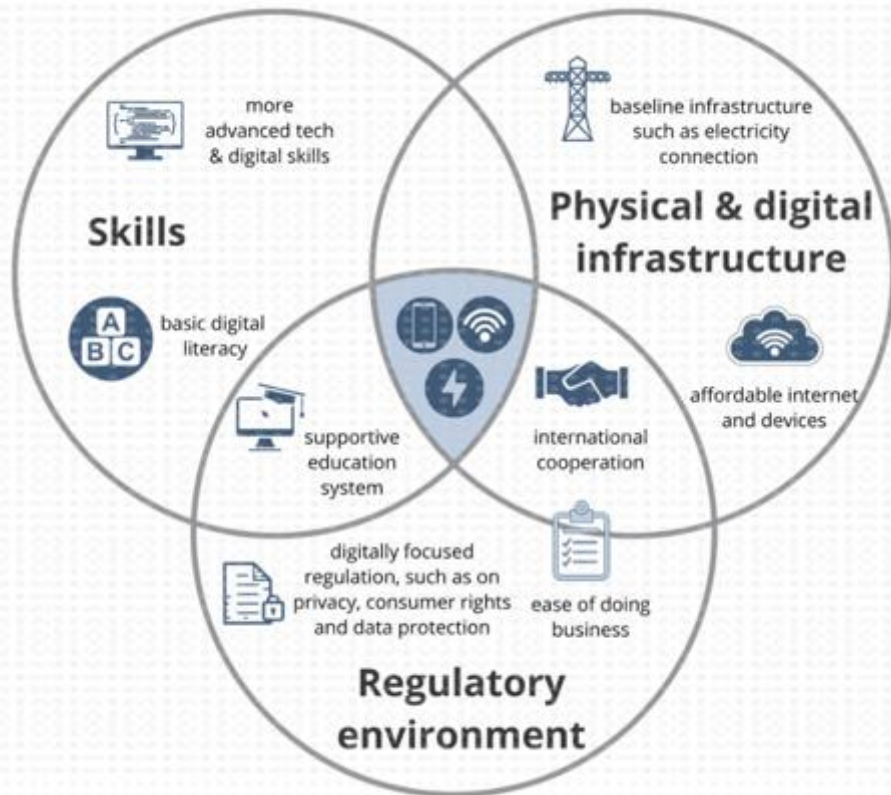 more
advanced tech
& digital skills
Skills
A
B C
basic digital
literacy
supportive
education
system
baseline infrastructure
such as electricity
connection
Physical & digital
infrastructure
affordable internet
and devices
international
cooperation
digitally focused
regulation, such as on
privacy, consumer rights
and data protection
ease of doing
business
Regulatory
environment